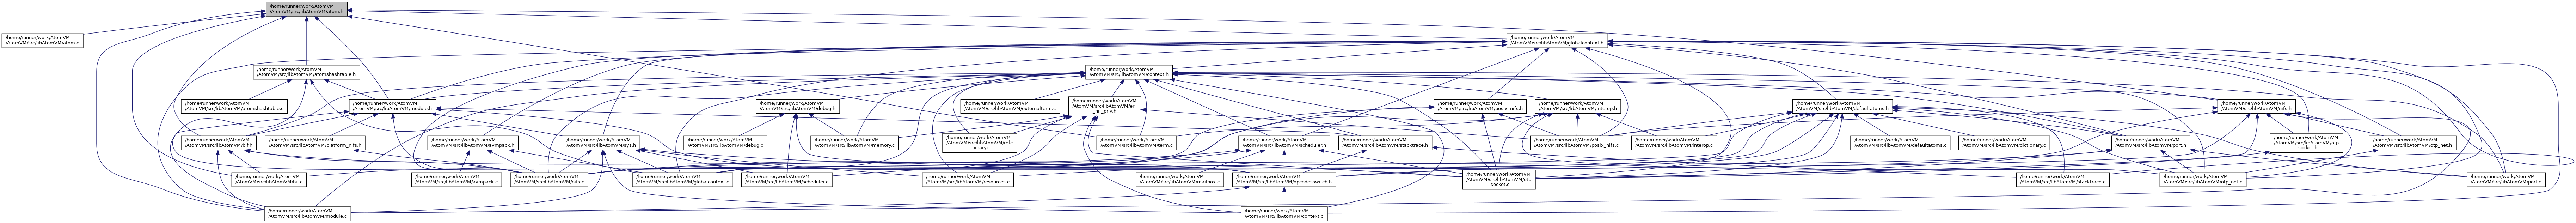 /home/runner/work/AtomVM
/AtomVM/src/libAtomVM/atom.h
/home/runner/work/AtomVM
/AtomVM/src/libAtomVM/atom.c
/home/runner/work/AtomVM
/AtomVM/src/libAtomVM/globalcontext.h
/home/runner/work/AtomVM
/AtomVM/src/libAtomVM/atomshashtable.h
/home/runner/work/AtomVM
/AtomVM/src/libAtomVM/context.h
/home/runner/work/AtomVM
/AtomVM/src/libAtomVM/atomshashtable.c
/home/runner/work/AtomVM
/AtomVM/src/libAtomVM/module.h
/home/runner/work/AtomVM
/AtomVM/src/libAtomVM/debug.h
/home/runner/work/AtomVM
/AtomVM/src/libAtomVM/externalterm.c
/home/runner/work/AtomVM
/AtomVM/src/libAtomVM/erl
_nif_priv.h
/home/runner/work/AtomVM
/AtomVM/src/libAtomVM/posix_nifs.h
/home/runner/work/AtomVM
/AtomVM/src/libAtomVM/interop.h
/home/runner/work/AtomVM
/AtomVM/src/libAtomVM/defaultatoms.h
/home/runner/work/AtomVM
/AtomVM/src/libAtomVM/nifs.h
/home/runner/work/AtomVM
/AtomVM/src/libAtomVM/bif.h
/home/runner/work/AtomVM
/AtomVM/src/libAtomVM/platform_nifs.h
/home/runner/work/AtomVM
/AtomVM/src/libAtomVM/avmpack.h
/home/runner/work/AtomVM
/AtomVM/src/libAtomVM/sys.h
/home/runner/work/AtomVM
/AtomVM/src/libAtomVM/debug.c
/home/runner/work/AtomVM
/AtomVM/src/libAtomVM/memory.c
/home/runner/work/AtomVM
/AtomVM/src/libAtomVM/refc
_binary.c
/home/runner/work/AtomVM
/AtomVM/src/libAtomVM/term.c
/home/runner/work/AtomVM
/AtomVM/src/libAtomVM/scheduler.h
/home/runner/work/AtomVM
/AtomVM/src/libAtomVM/stacktrace.h
/home/runner/work/AtomVM
/AtomVM/src/libAtomVM/posix_nifs.c
/home/runner/work/AtomVM
/AtomVM/src/libAtomVM/interop.c
/home/runner/work/AtomVM
/AtomVM/src/libAtomVM/defaultatoms.c
/home/runner/work/AtomVM
/AtomVM/src/libAtomVM/dictionary.c
/home/runner/work/AtomVM
/AtomVM/src/libAtomVM/port.h
/home/runner/work/AtomVM
/AtomVM/src/libAtomVM/otp
_socket.h
/home/runner/work/AtomVM
/AtomVM/src/libAtomVM/otp_net.h
/home/runner/work/AtomVM
/AtomVM/src/libAtomVM/bif.c
/home/runner/work/AtomVM
/AtomVM/src/libAtomVM/avmpack.c
/home/runner/work/AtomVM
/AtomVM/src/libAtomVM/nifs.c
/home/runner/work/AtomVM
/AtomVM/src/libAtomVM/globalcontext.c
/home/runner/work/AtomVM
/AtomVM/src/libAtomVM/scheduler.c
/home/runner/work/AtomVM
/AtomVM/src/libAtomVM/resources.c
/home/runner/work/AtomVM
/AtomVM/src/libAtomVM/mailbox.c
/home/runner/work/AtomVM
/AtomVM/src/libAtomVM/opcodesswitch.h
/home/runner/work/AtomVM
/AtomVM/src/libAtomVM/otp
_socket.c
/home/runner/work/AtomVM
/AtomVM/src/libAtomVM/stacktrace.c
/home/runner/work/AtomVM
/AtomVM/src/libAtomVM/otp_net.c
/home/runner/work/AtomVM
/AtomVM/src/libAtomVM/port.c
/home/runner/work/AtomVM
/AtomVM/src/libAtomVM/module.c
/home/runner/work/AtomVM
/AtomVM/src/libAtomVM/context.c